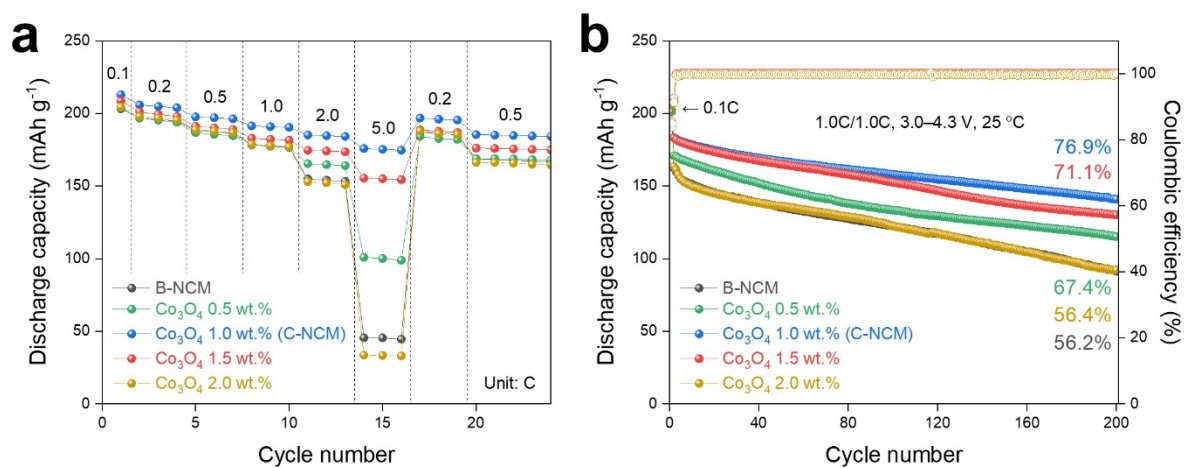 a
250
200
150
100
50
0
Discharge capacity (mAh g⁻¹)
0.1
0.2
0.5
1.0
2.0
5.0
0.2
0.5
B-NCM
Co₃O₄ 0.5 wt.%
Co₃O₄ 1.0 wt.% (C-NCM)
Co₃O₄ 1.5 wt.%
Co₃O₄ 2.0 wt.%
Unit: C
0 5 10 15 20
Cycle number
b
250
200
150
100
50
0
Discharge capacity (mAh g⁻¹)
0.1C
1.0C/1.0C, 3.0–4.3 V, 25 °C
76.9%
71.1%
B-NCM
Co₃O₄ 0.5 wt.%
Co₃O₄ 1.0 wt.% (C-NCM)
Co₃O₄ 1.5 wt.%
Co₃O₄ 2.0 wt.%
67.4%
56.4%
56.2%
100
80
60
40
20
0
Coulombic efficiency (%)
0 40 80 120 160 200
Cycle number